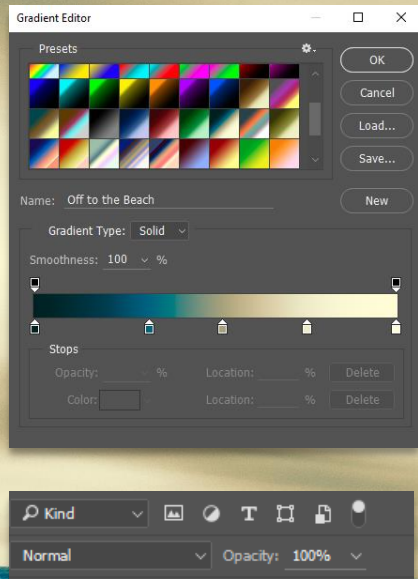 Gradient Editor
Presets
OK
Cancel
Load...
Save...
Name: Off to the Beach
New
Gradient Type: Solid
Smoothness: 100 %
Stops
Opacity: % Location: % Delete
Color: Location: % Delete
Kind T
Normal Opacity: 100%